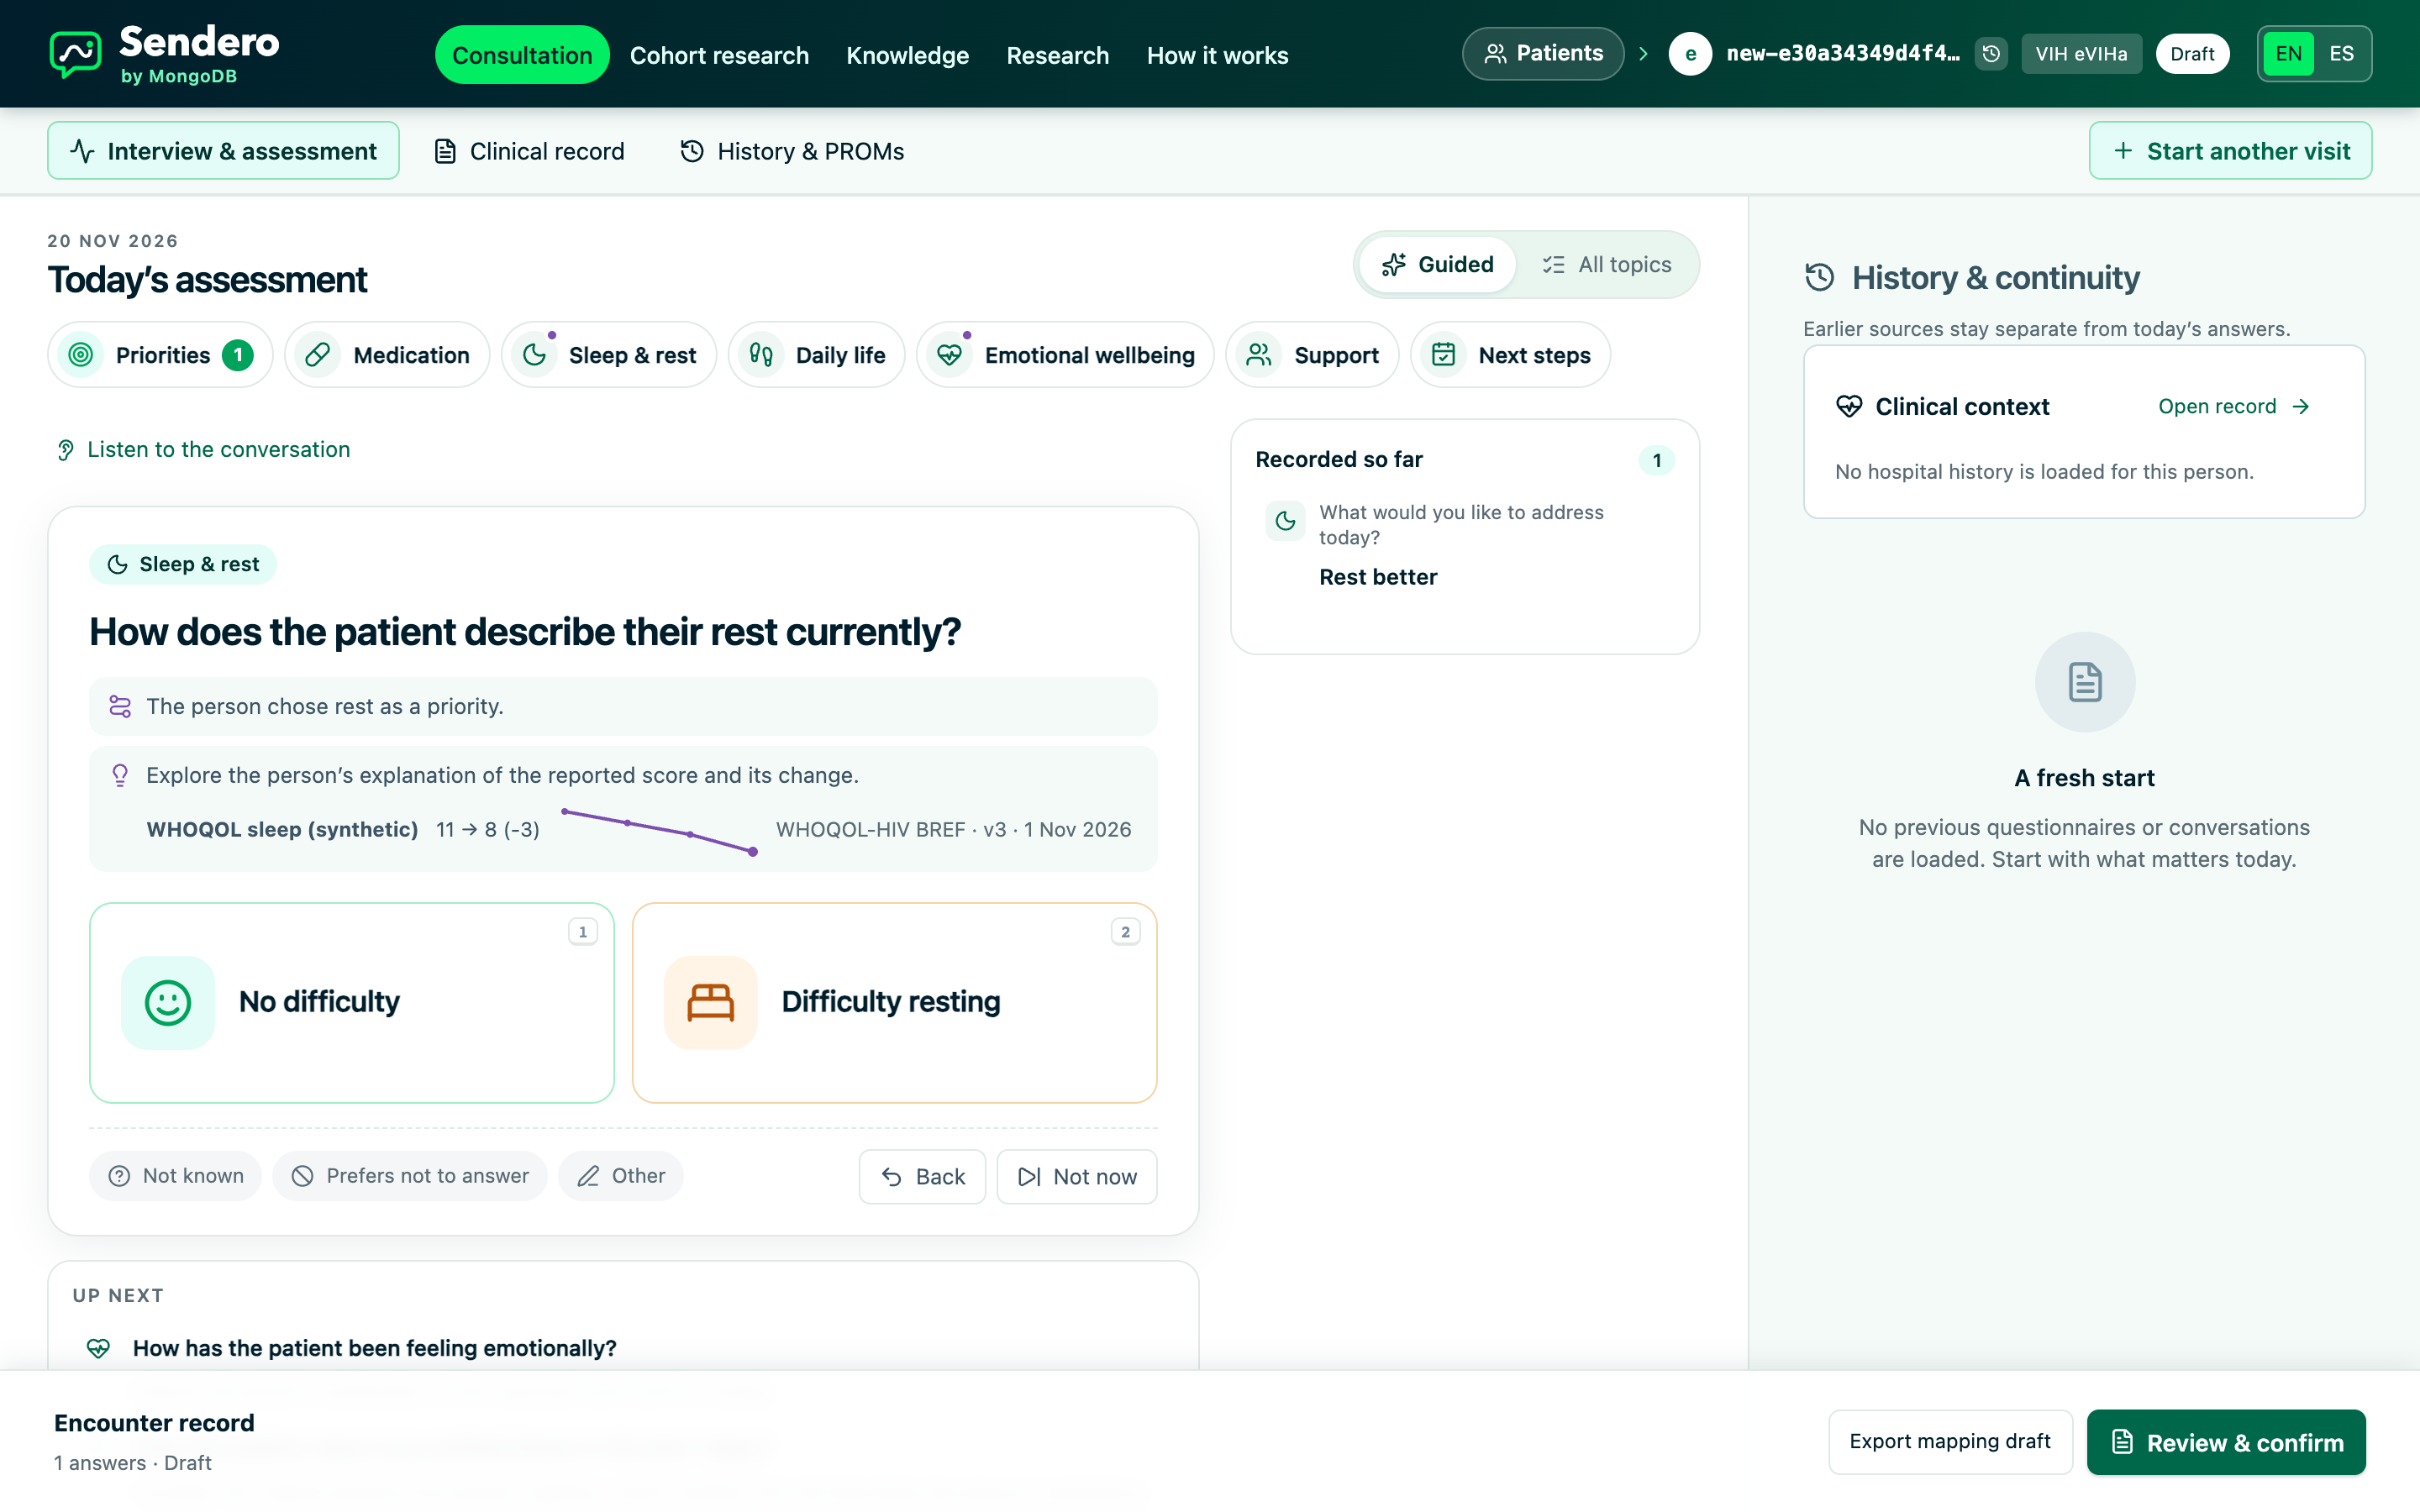 Sendero
by MongoDB
Consultation
Cohort research
Knowledge
Research
How it works
Patients
e
new-e30a34349d4f4…
VIH eVIHa
Draft
EN
ES
Interview & assessment
Clinical record
History & PROMs
Start another visit
20 NOV 2026
Today’s assessment
Guided
All topics
Priorities 1
Medication
Sleep & rest
Daily life
Emotional wellbeing
Support
Next steps
Listen to the conversation
Sleep & rest
How does the patient describe their rest currently?
The person chose rest as a priority.
Explore the person’s explanation of the reported score and its change.
WHOQOL sleep (synthetic) 11 → 8 (-3) WHOQOL-HIV BREF · v3 · 1 Nov 2026
1
No difficulty
2
Difficulty resting
Not known
Prefers not to answer
Other
Back
Not now
UP NEXT
How has the patient been feeling emotionally?
Recorded so far 1
What would you like to address
today?
Rest better
History & continuity
Earlier sources stay separate from today’s answers.
Clinical context
Open record →
No hospital history is loaded for this person.
A fresh start
No previous questionnaires or conversations
are loaded. Start with what matters today.
Encounter record
1 answers · Draft
Export mapping draft
Review & confirm